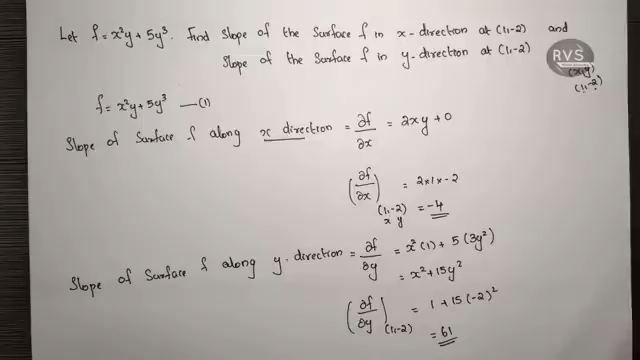 Let f = x²y + 5y³. Find Slope of the Surface f in x-direction at (1,-2) and
Slope of the Surface f in y-direction at (1,-2)
RVS
(x,y)
(1,-2)
f = x²y + 5y³ —(1)
Slope of Surface f along x direction = ∂f/∂x = 2xy + 0
(∂f/∂x)(1,-2) = 2×1×-2
x y = -4
Slope of Surface f along y-direction = ∂f/∂y = x²(1) + 5(3y²)
= x² + 15y²
(∂f/∂y)(1,-2) = 1 + 15(-2)²
= 61